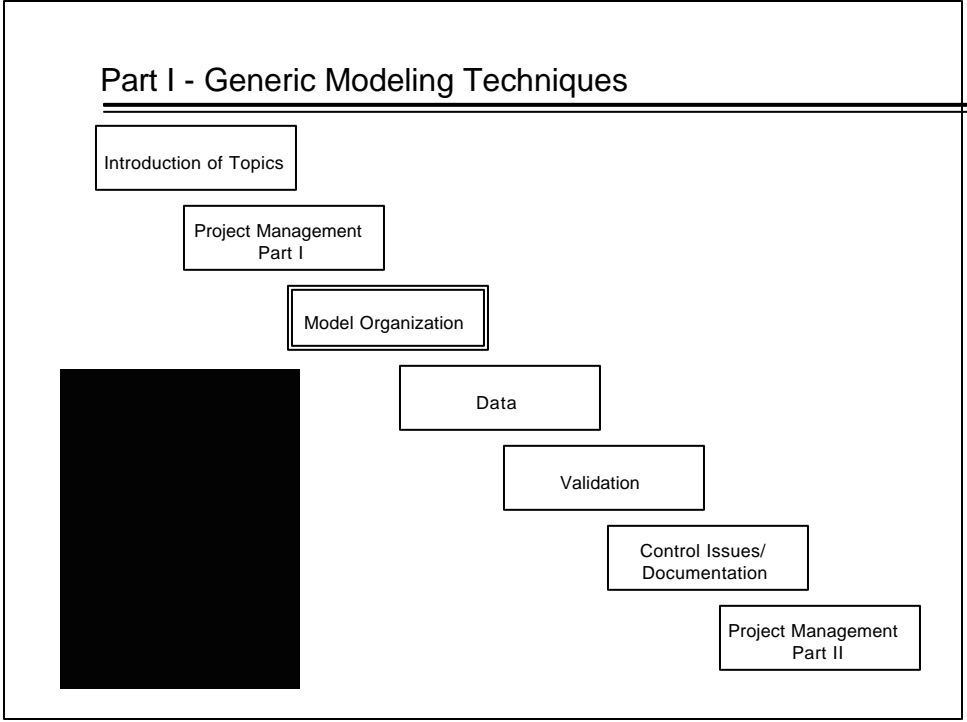 Part I - Generic Modeling Techniques
Introduction of Topics
Project Management
Part I
Model Organization
Data
Validation
Control Issues/
Documentation
Project Management
Part II